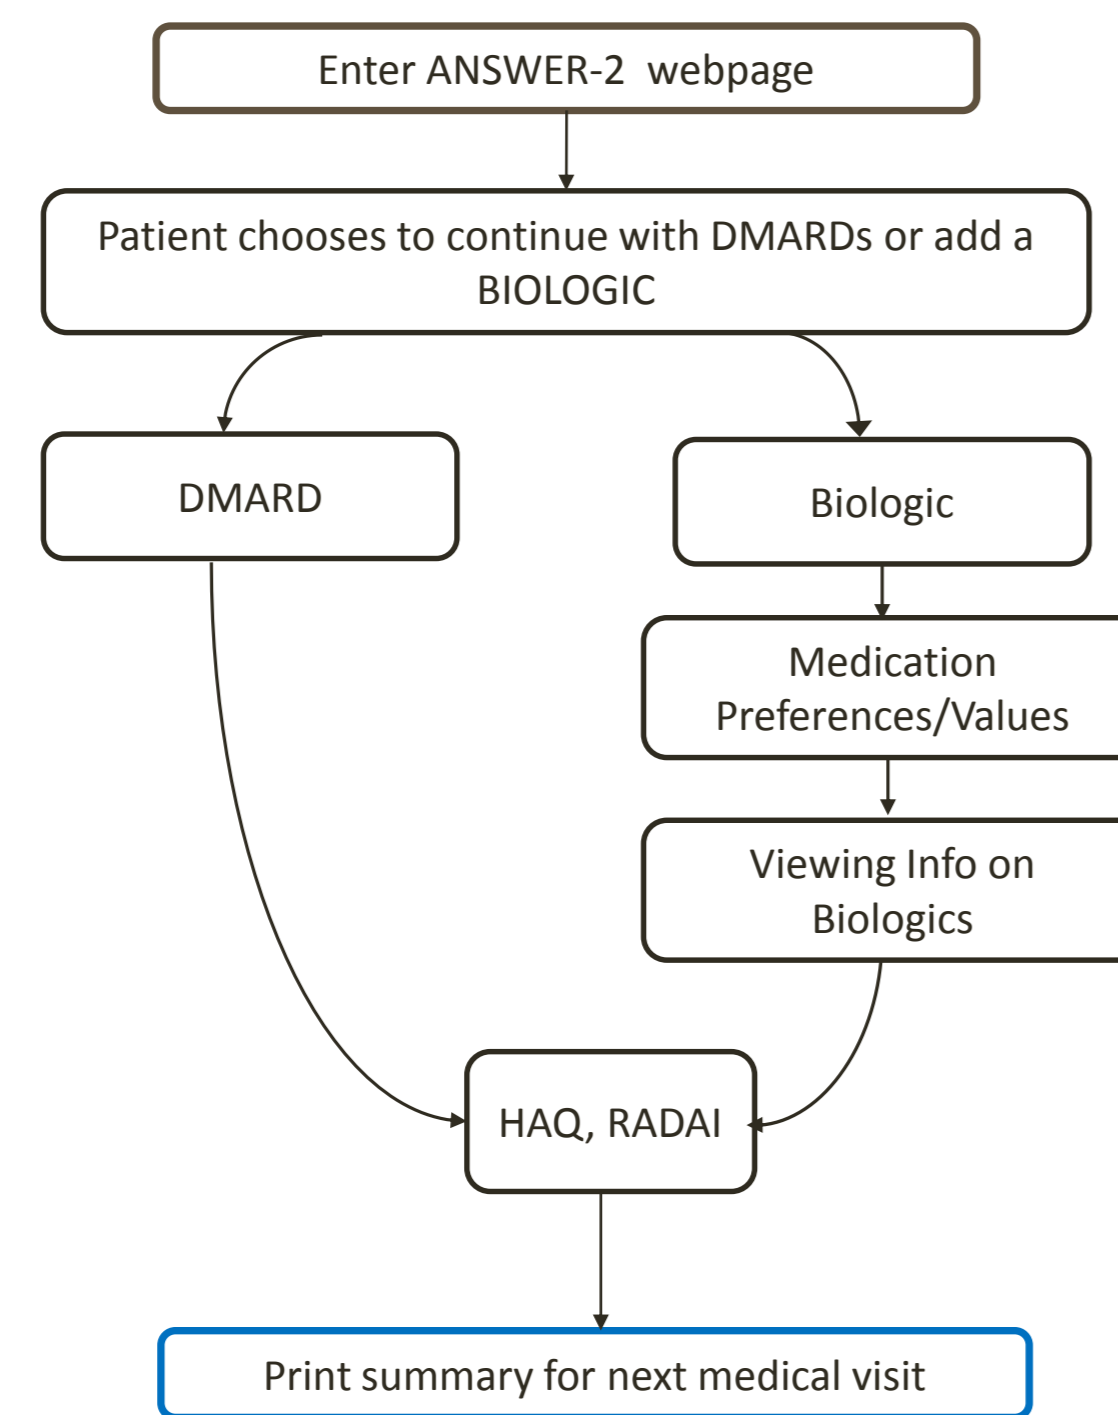 Enter ANSWER-2 webpage
Patient chooses to continue with DMARDs or add a
BIOLOGIC
DMARD
Biologic
Medication
Preferences/Values
Viewing Info on
Biologics
HAQ, RADAI
Print summary for next medical visit